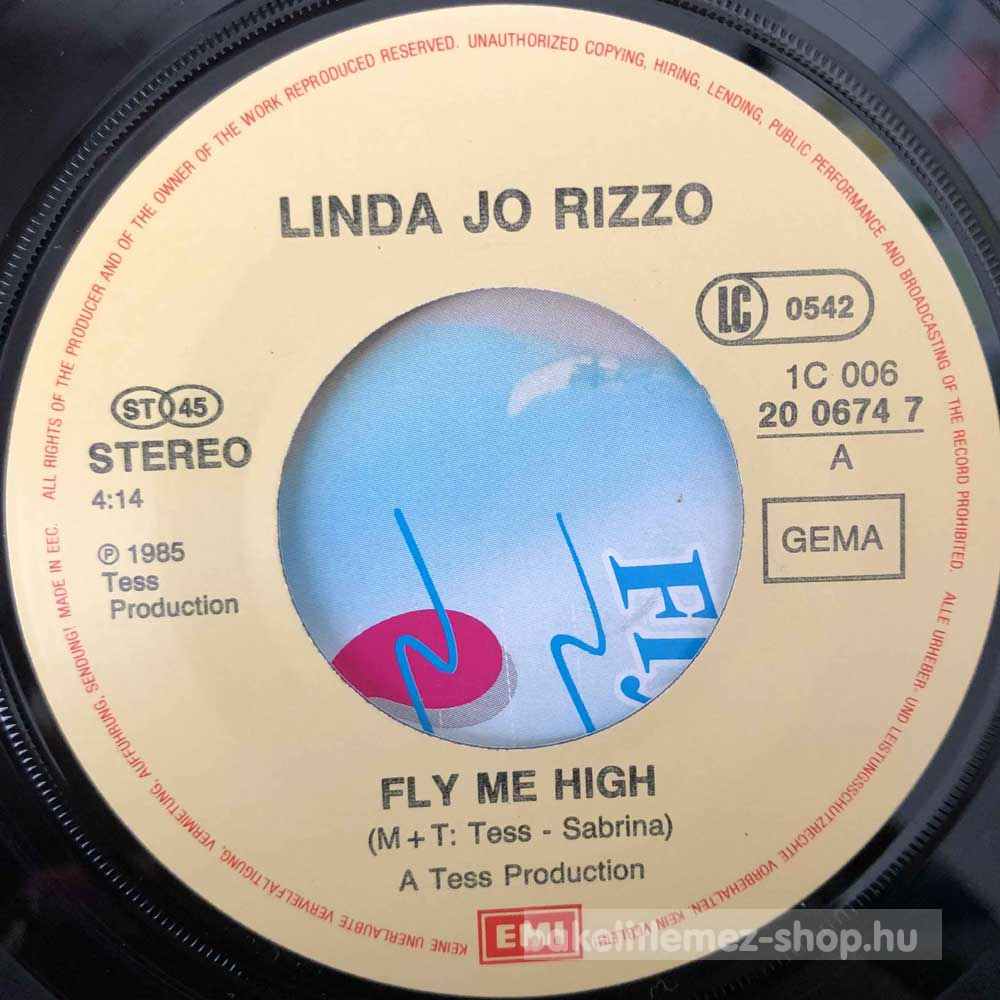 ALL RIGHTS OF THE PRODUCER AND OF THE OWNER OF THE WORK REPRODUCED RESERVED. UNAUTHORIZED COPYING, HIRING, LENDING, PUBLIC PERFORMANCE AND BROADCASTING OF THE RECORD PROHIBITED.
LINDA JO RIZZO
LC 0542
1C 006
20 0674 7
A
GEMA
ST 45
STEREO
4:14
℗ 1985
Tess
Production
FLY
FLY ME HIGH
(M + T: Tess - Sabrina)
A Tess Production
ALLE URHEBER- UND LEISTUNGSSCHUTZRECHTE VORBEHALTEN. KEIN
KEINE UNERLAUBTE VERVIELFÄLTIGUNG, VERMIETUNG, AUFFÜHRUNG, SENDUNG! MADE IN EEC.
EMI
bakelitlemez-shop.hu